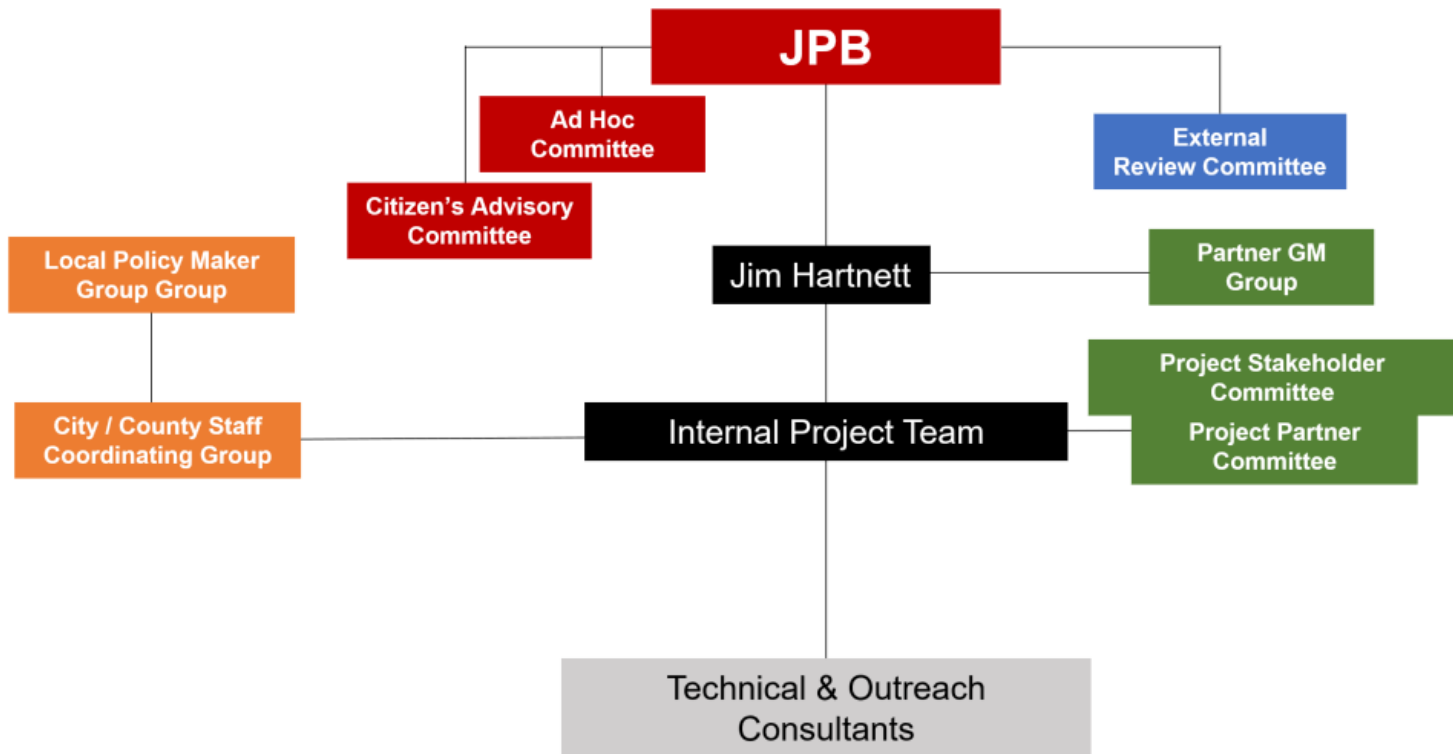 JPB
Ad Hoc
Committee
External
Review Committee
Citizen’s Advisory
Committee
Local Policy Maker
Group Group
Jim Hartnett
Partner GM
Group
Project Stakeholder
Committee
City / County Staff
Coordinating Group
Internal Project Team
Project Partner
Committee
Technical & Outreach
Consultants